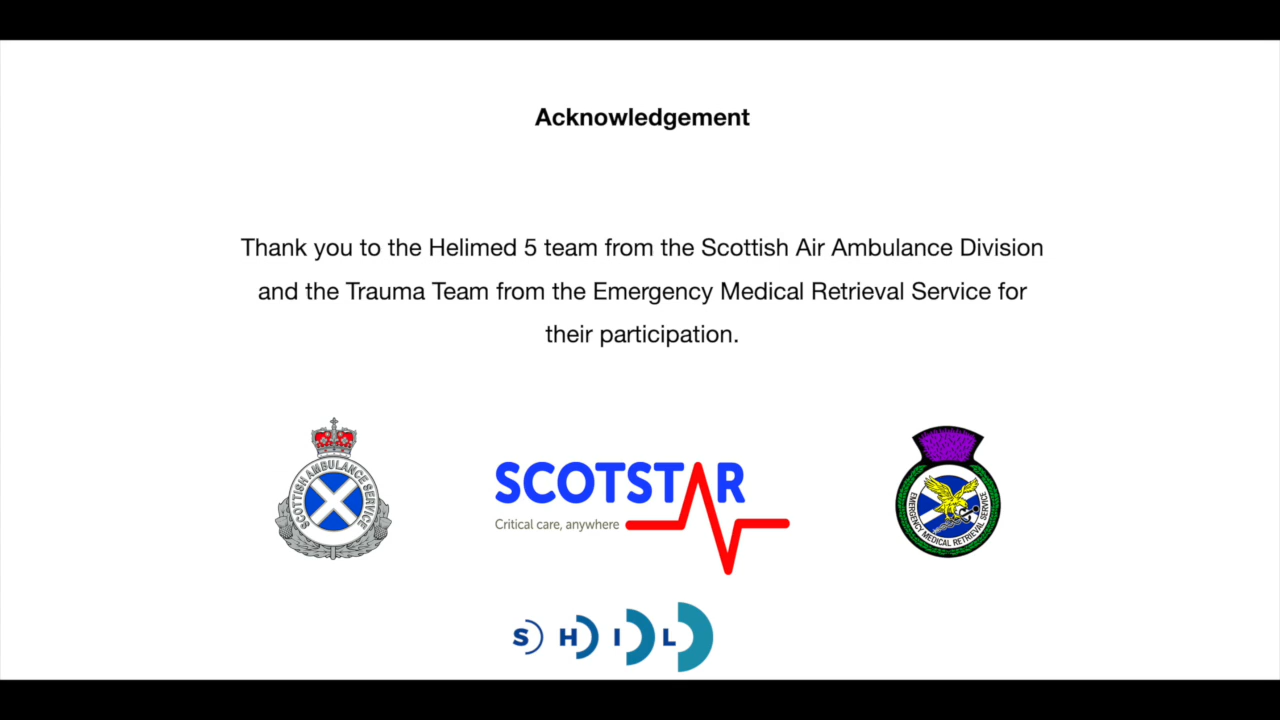 Acknowledgement
Thank you to the Helimed 5 team from the Scottish Air Ambulance Division
and the Trauma Team from the Emergency Medical Retrieval Service for
their participation.
SCOTTISH AMBULANCE SERVICE
SCOTSTAR
Critical care, anywhere
EMERGENCY MEDICAL RETRIEVAL SERVICE
S H I L